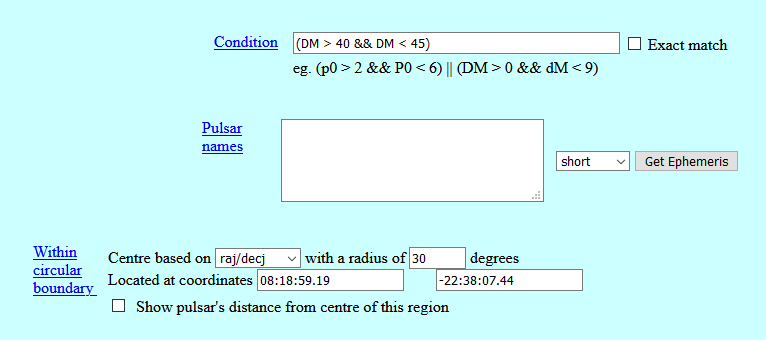 Condition (DM > 40 && DM < 45) Exact match
eg. (p0 > 2 && P0 < 6) || (DM > 0 && dM < 9)
Pulsar
names
short Get Ephemeris
Within
circular
boundary
Centre based on raj/decj with a radius of 30 degrees
Located at coordinates 08:18:59.19 -22:38:07.44
Show pulsar's distance from centre of this region